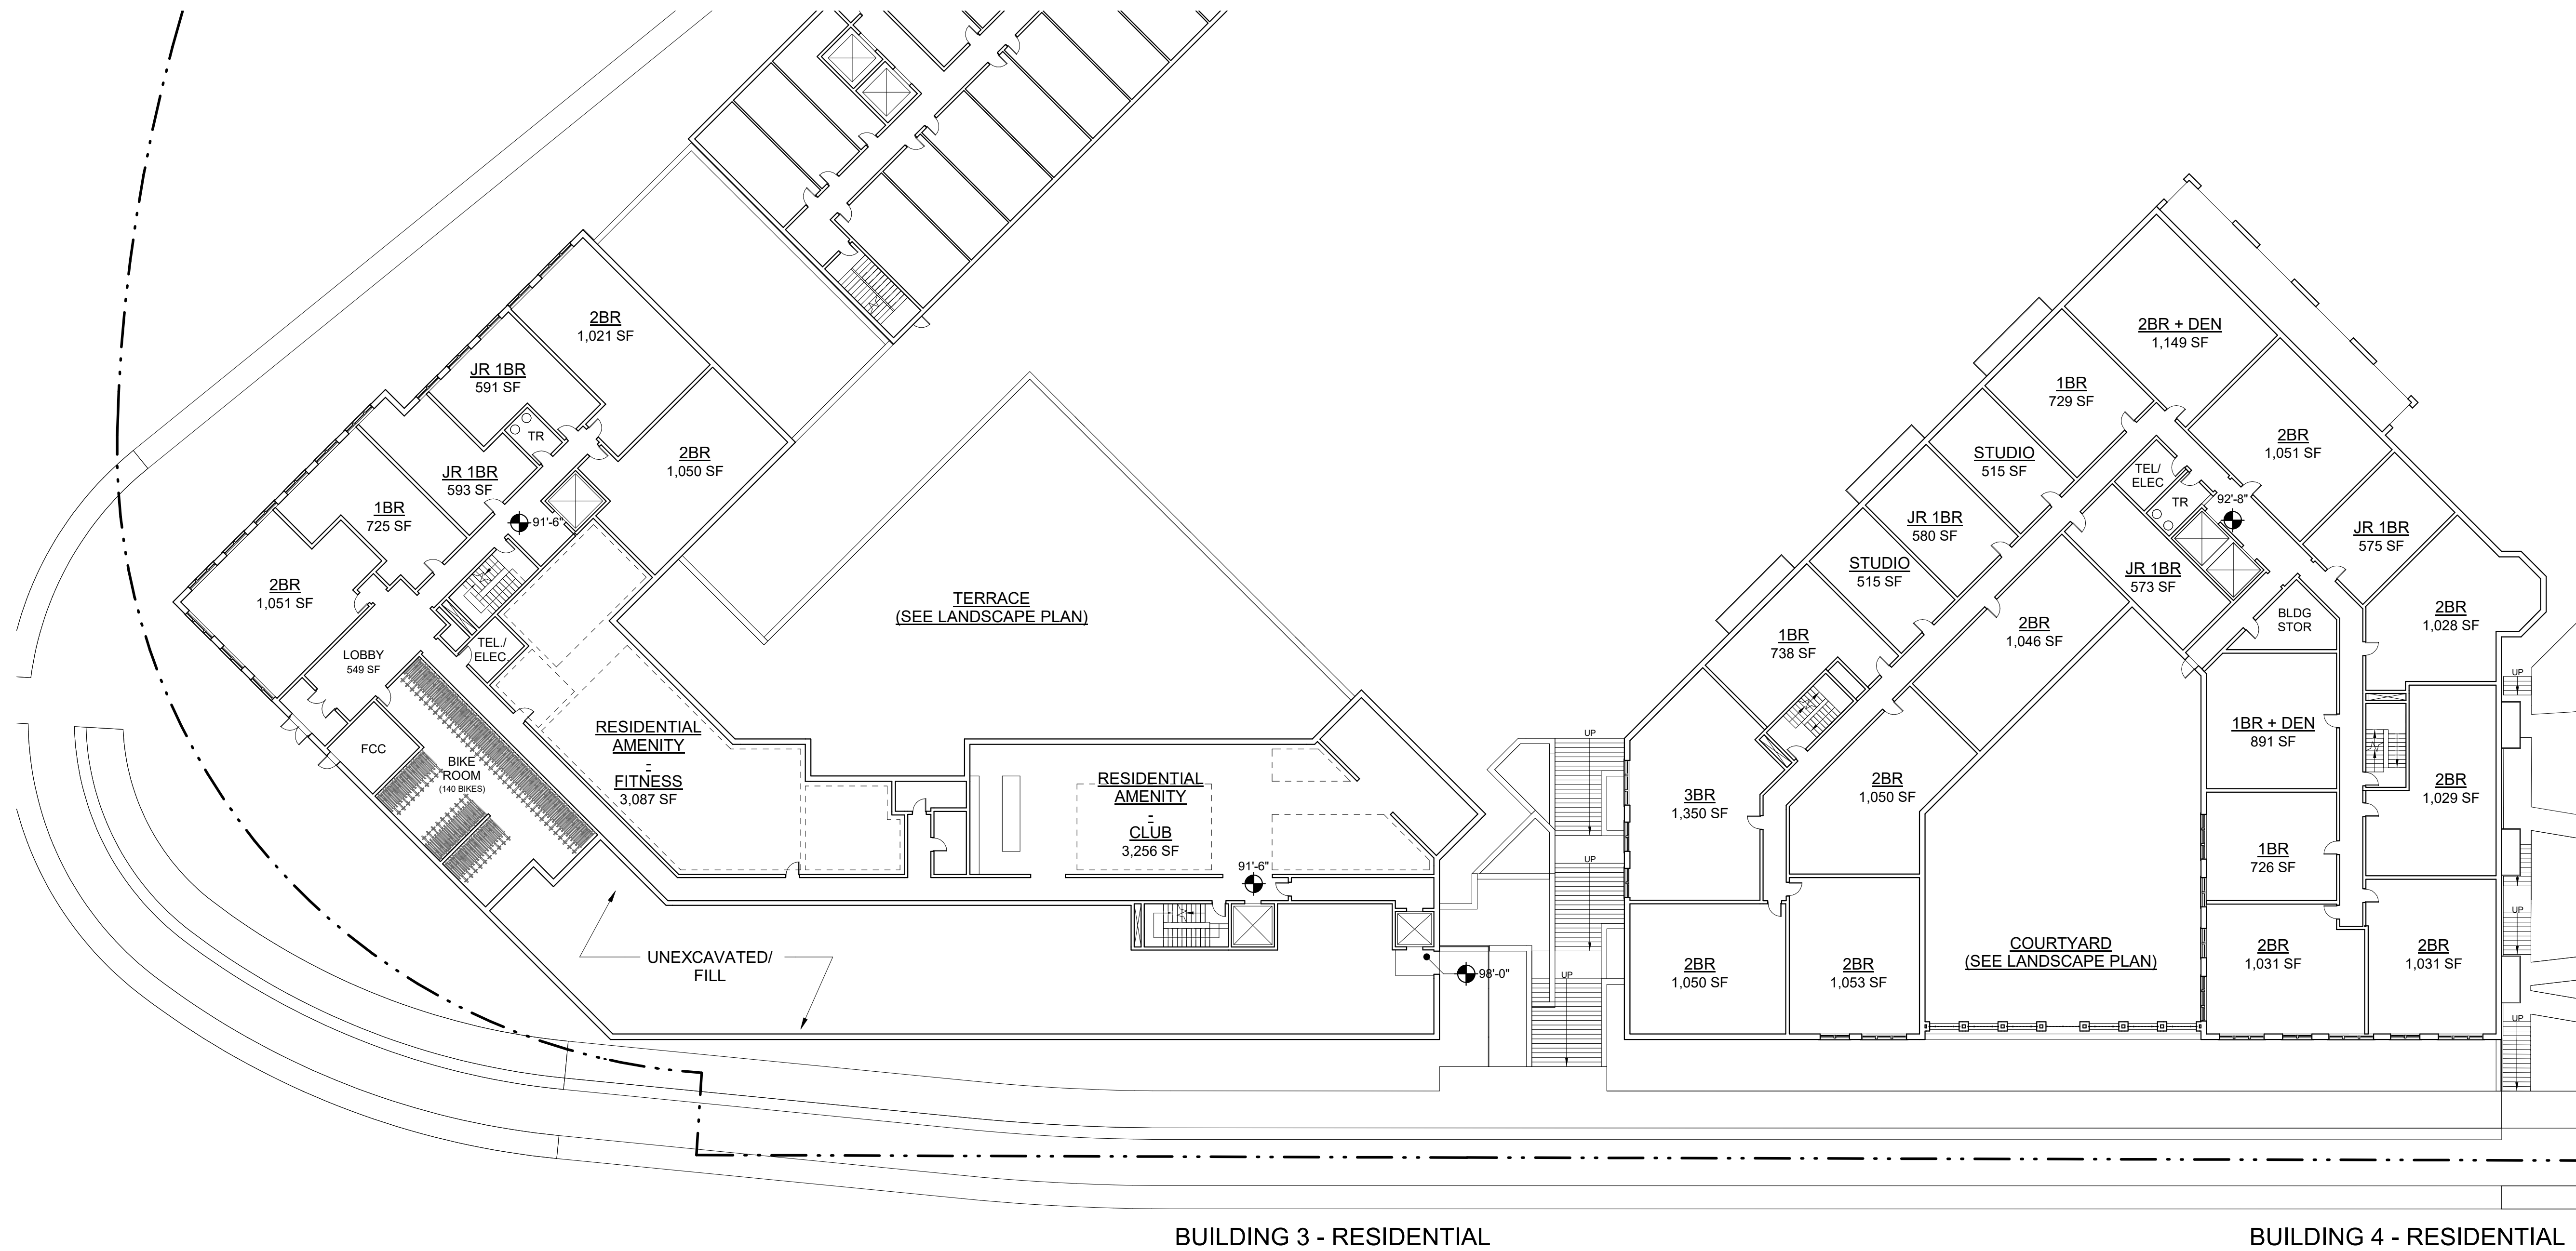 2BR
1,021 SF
JR 1BR
591 SF
TR
2BR
1,050 SF
JR 1BR
593 SF
1BR
725 SF
91'-6"
2BR
1,051 SF
TEL./
ELEC.
LOBBY
549 SF
FCC
BIKE
ROOM
(140 BIKES)
RESIDENTIAL
AMENITY
-
FITNESS
3,087 SF
TERRACE
(SEE LANDSCAPE PLAN)
RESIDENTIAL
AMENITY
-
CLUB
3,256 SF
91'-6"
UNEXCAVATED/
FILL
98'-0"
UP
UP
UP
2BR + DEN
1,149 SF
1BR
729 SF
2BR
1,051 SF
STUDIO
515 SF
TEL/
ELEC
TR
92'-8"
JR 1BR
580 SF
JR 1BR
575 SF
STUDIO
515 SF
JR 1BR
573 SF
2BR
1,028 SF
BLDG
STOR
2BR
1,046 SF
1BR
738 SF
UP
1BR + DEN
891 SF
2BR
1,050 SF
2BR
1,029 SF
3BR
1,350 SF
1BR
726 SF
UP
COURTYARD
(SEE LANDSCAPE PLAN)
2BR
1,031 SF
2BR
1,031 SF
2BR
1,050 SF
2BR
1,053 SF
UP
BUILDING 3 - RESIDENTIAL
BUILDING 4 - RESIDENTIAL